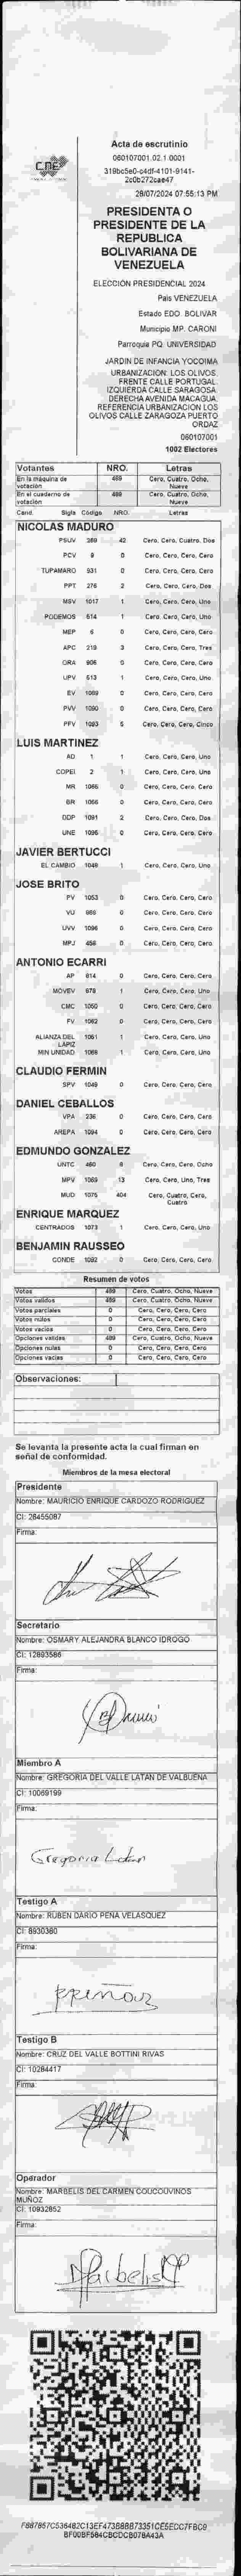 CNE
Acta de escrutinio
060107001.02.1.0001
319bc5e0-c4df-4101-9141-
2c0b272cae47
28/07/2024 07:55:13 PM
PRESIDENTA O
PRESIDENTE DE LA
REPUBLICA
BOLIVARIANA DE
VENEZUELA
ELECCIÓN PRESIDENCIAL 2024
Pais VENEZUELA
Estado EDO. BOLIVAR
Municipio MP. CARONI
Parroquia PQ. UNIVERSIDAD
JARDIN DE INFANCIA YOCOIMA
URBANIZACIÓN: LOS OLIVOS.
FRENTE CALLE PORTUGAL.
IZQUIERDA CALLE SARAGOSA.
DERECHA AVENIDA MACAGUA.
REFERENCIA URBANIZACIÓN LOS
OLIVOS CALLE ZARAGOZA PUERTO
ORDAZ
060107001
1002 Electores
Votantes NRO. Letras
En la máquina de votación 489 Cero, Cuatro, Ocho, Nueve
En el cuaderno de votación 489 Cero, Cuatro, Ocho, Nueve
Cand. Sigla Código NRO. Letras
NICOLAS MADURO
PSUV 289 42 Cero, Cero, Cuatro, Dos
PCV 9 0 Cero, Cero, Cero, Cero
TUPAMARO 931 0 Cero, Cero, Cero, Cero
PPT 276 2 Cero, Cero, Cero, Dos
MSV 1017 1 Cero, Cero, Cero, Uno
PODEMOS 514 1 Cero, Cero, Cero, Uno
MEP 6 0 Cero, Cero, Cero, Cero
APC 219 3 Cero, Cero, Cero, Tres
ORA 906 0 Cero, Cero, Cero, Cero
UPV 513 1 Cero, Cero, Cero, Uno
EV 1089 0 Cero, Cero, Cero, Cero
PVV 1090 0 Cero, Cero, Cero, Cero
PFV 1093 5 Cero, Cero, Cero, Cinco
LUIS MARTINEZ
AD 1 1 Cero, Cero, Cero, Uno
COPEI 2 1 Cero, Cero, Cero, Uno
MR 1065 0 Cero, Cero, Cero, Cero
BR 1066 0 Cero, Cero, Cero, Cero
DDP 1091 2 Cero, Cero, Cero, Dos
UNE 1095 0 Cero, Cero, Cero, Cero
JAVIER BERTUCCI
EL CAMBIO 1049 1 Cero, Cero, Cero, Uno
JOSE BRITO
PV 1053 0 Cero, Cero, Cero, Cero
VU 969 0 Cero, Cero, Cero, Cero
UVV 1096 0 Cero, Cero, Cero, Cero
MPJ 458 0 Cero, Cero, Cero, Cero
ANTONIO ECARRI
AP 814 0 Cero, Cero, Cero, Cero
MOVEV 979 1 Cero, Cero, Cero, Uno
CMC 1050 0 Cero, Cero, Cero, Cero
FV 1062 0 Cero, Cero, Cero, Cero
ALIANZA DEL LÁPIZ 1051 1 Cero, Cero, Cero, Uno
MIN UNIDAD 1068 1 Cero, Cero, Cero, Uno
CLAUDIO FERMIN
SPV 1048 0 Cero, Cero, Cero, Cero
DANIEL CEBALLOS
VPA 236 0 Cero, Cero, Cero, Cero
AREPA 1094 0 Cero, Cero, Cero, Cero
EDMUNDO GONZALEZ
UNTC 460 8 Cero, Cero, Cero, Ocho
MPV 1069 13 Cero, Cero, Uno, Tres
MUD 1075 404 Cero, Cuatro, Cero, Cuatro
ENRIQUE MARQUEZ
CENTRADOS 1073 1 Cero, Cero, Cero, Uno
BENJAMIN RAUSSEO
CONDE 1092 0 Cero, Cero, Cero, Cero
Resumen de votos
Votos 489 Cero, Cuatro, Ocho, Nueve
Votos válidos 489 Cero, Cuatro, Ocho, Nueve
Votos parciales 0 Cero, Cero, Cero, Cero
Votos nulos 0 Cero, Cero, Cero, Cero
Votos vacíos 0 Cero, Cero, Cero, Cero
Opciones válidas 489 Cero, Cuatro, Ocho, Nueve
Opciones nulas 0 Cero, Cero, Cero, Cero
Opciones vacías 0 Cero, Cero, Cero, Cero
Observaciones:
Se levanta la presente acta la cual firman en
señal de conformidad.
Miembros de la mesa electoral
Presidente
Nombre: MAURICIO ENRIQUE CARDOZO RODRIGUEZ
CI: 26455087
Firma:
Secretario
Nombre: OSMARY ALEJANDRA BLANCO IDROGO
CI: 12893586
Firma:
Miembro A
Nombre: GREGORIA DEL VALLE LATAN DE VALBUENA
CI: 10069199
Firma:
Gregoria Latan
Testigo A
Nombre: RUBEN DARIO PEÑA VELASQUEZ
CI: 8930360
Firma:
Testigo B
Nombre: CRUZ DEL VALLE BOTTINI RIVAS
CI: 10284417
Firma:
Operador
Nombre: MARBELIS DEL CARMEN COUCOUVINOS
MUÑOZ
CI: 10932852
Firma:
Marbelis